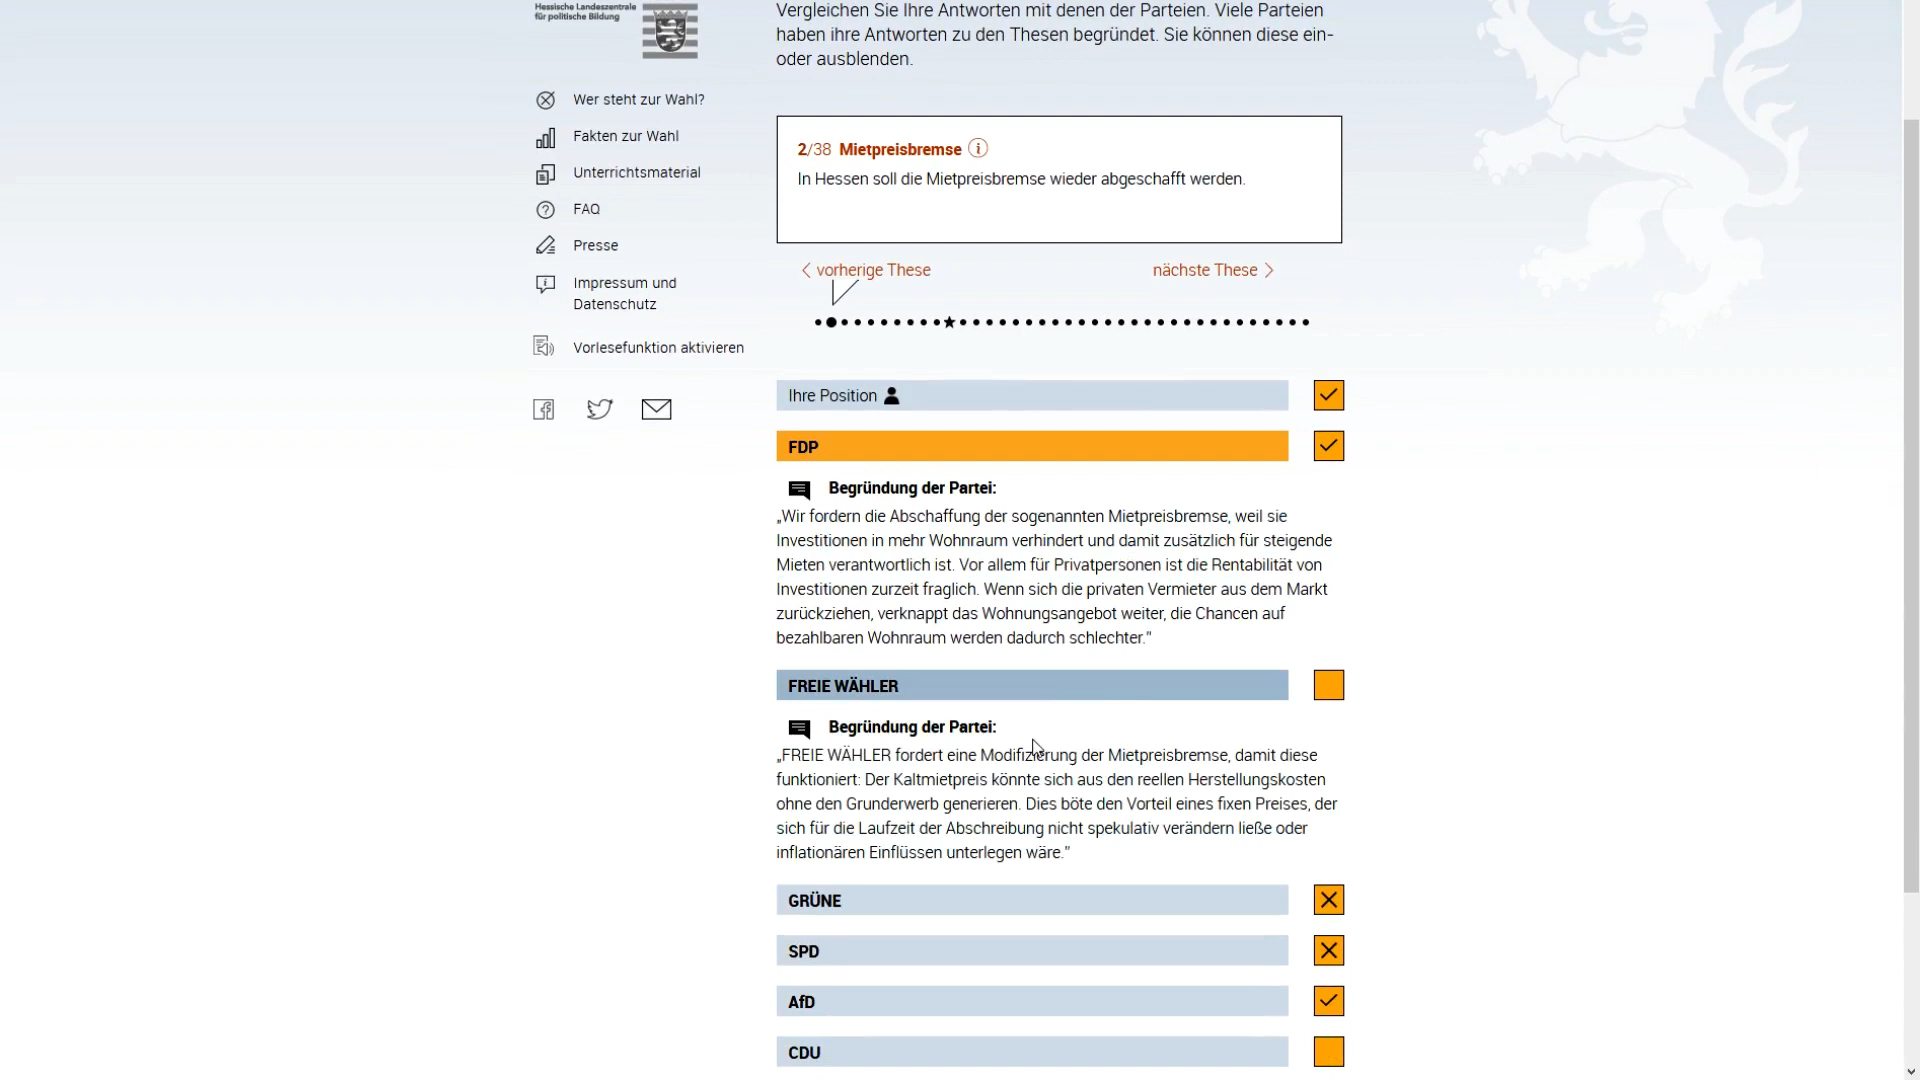 Hessische Landeszentrale
für politische Bildung
Vergleichen Sie Ihre Antworten mit denen der Parteien. Viele Parteien
haben ihre Antworten zu den Thesen begründet. Sie können diese ein-
oder ausblenden.
Wer steht zur Wahl?
Fakten zur Wahl
Unterrichtsmaterial
FAQ
Presse
Impressum und
Datenschutz
Vorlesefunktion aktivieren
2/38 Mietpreisbremse
In Hessen soll die Mietpreisbremse wieder abgeschafft werden.
vorherige These
nächste These
Ihre Position
FDP
Begründung der Partei:
„Wir fordern die Abschaffung der sogenannten Mietpreisbremse, weil sie
Investitionen in mehr Wohnraum verhindert und damit zusätzlich für steigende
Mieten verantwortlich ist. Vor allem für Privatpersonen ist die Rentabilität von
Investitionen zurzeit fraglich. Wenn sich die privaten Vermieter aus dem Markt
zurückziehen, verknappt das Wohnungsangebot weiter, die Chancen auf
bezahlbaren Wohnraum werden dadurch schlechter.“
FREIE WÄHLER
Begründung der Partei:
„FREIE WÄHLER fordert eine Modifizierung der Mietpreisbremse, damit diese
funktioniert: Der Kaltmietpreis könnte sich aus den reellen Herstellungskosten
ohne den Grunderwerb generieren. Dies böte den Vorteil eines fixen Preises, der
sich für die Laufzeit der Abschreibung nicht spekulativ verändern ließe oder
inflationären Einflüssen unterlegen wäre.“
GRÜNE
SPD
AfD
CDU